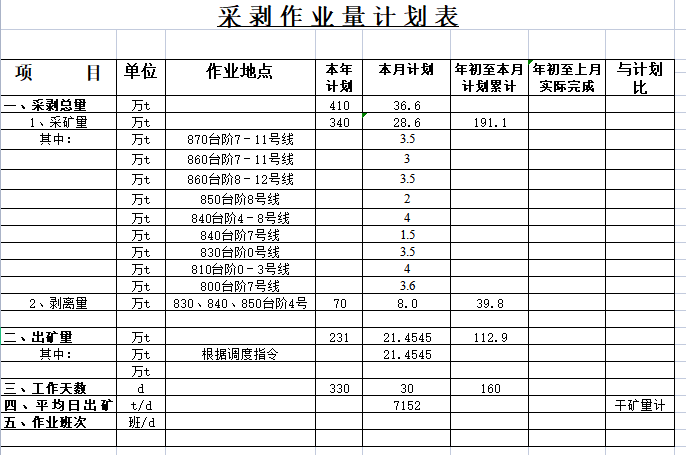 采剥作业量计划表
项 目 单位 作业地点 本年计划 本月计划 年初至本月计划累计 年初至上月实际完成 与计划比
一、采剥总量 万t 410 36.6
1、采矿量 万t 340 28.6 191.1
其中: 万t 870台阶7-11号线 3.5
万t 860台阶7-11号线 3
万t 860台阶8-12号线 3.5
万t 850台阶8号线 2
万t 840台阶4-8号线 4
万t 840台阶7号线 1.5
万t 830台阶0号线 3.5
万t 810台阶0-3号线 4
万t 800台阶7号线 3.6
2、剥离量 万t 830、840、850台阶4号 70 8.0 39.8
二、出矿量 万t 231 21.4545 112.9
其中: 万t 根据调度指令 21.4545
万t
三、工作天数 d 330 30 160
四、平均日出矿 t/d 7152 干矿量计
五、作业班次 班/d